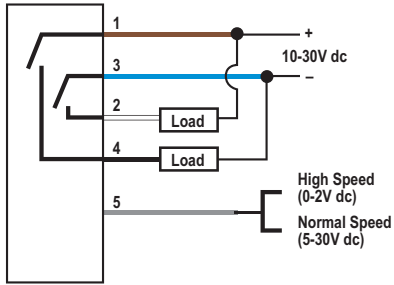 1
+
10-30V dc
3
–
2
Load
4
Load
5
High Speed
(0-2V dc)
Normal Speed
(5-30V dc)